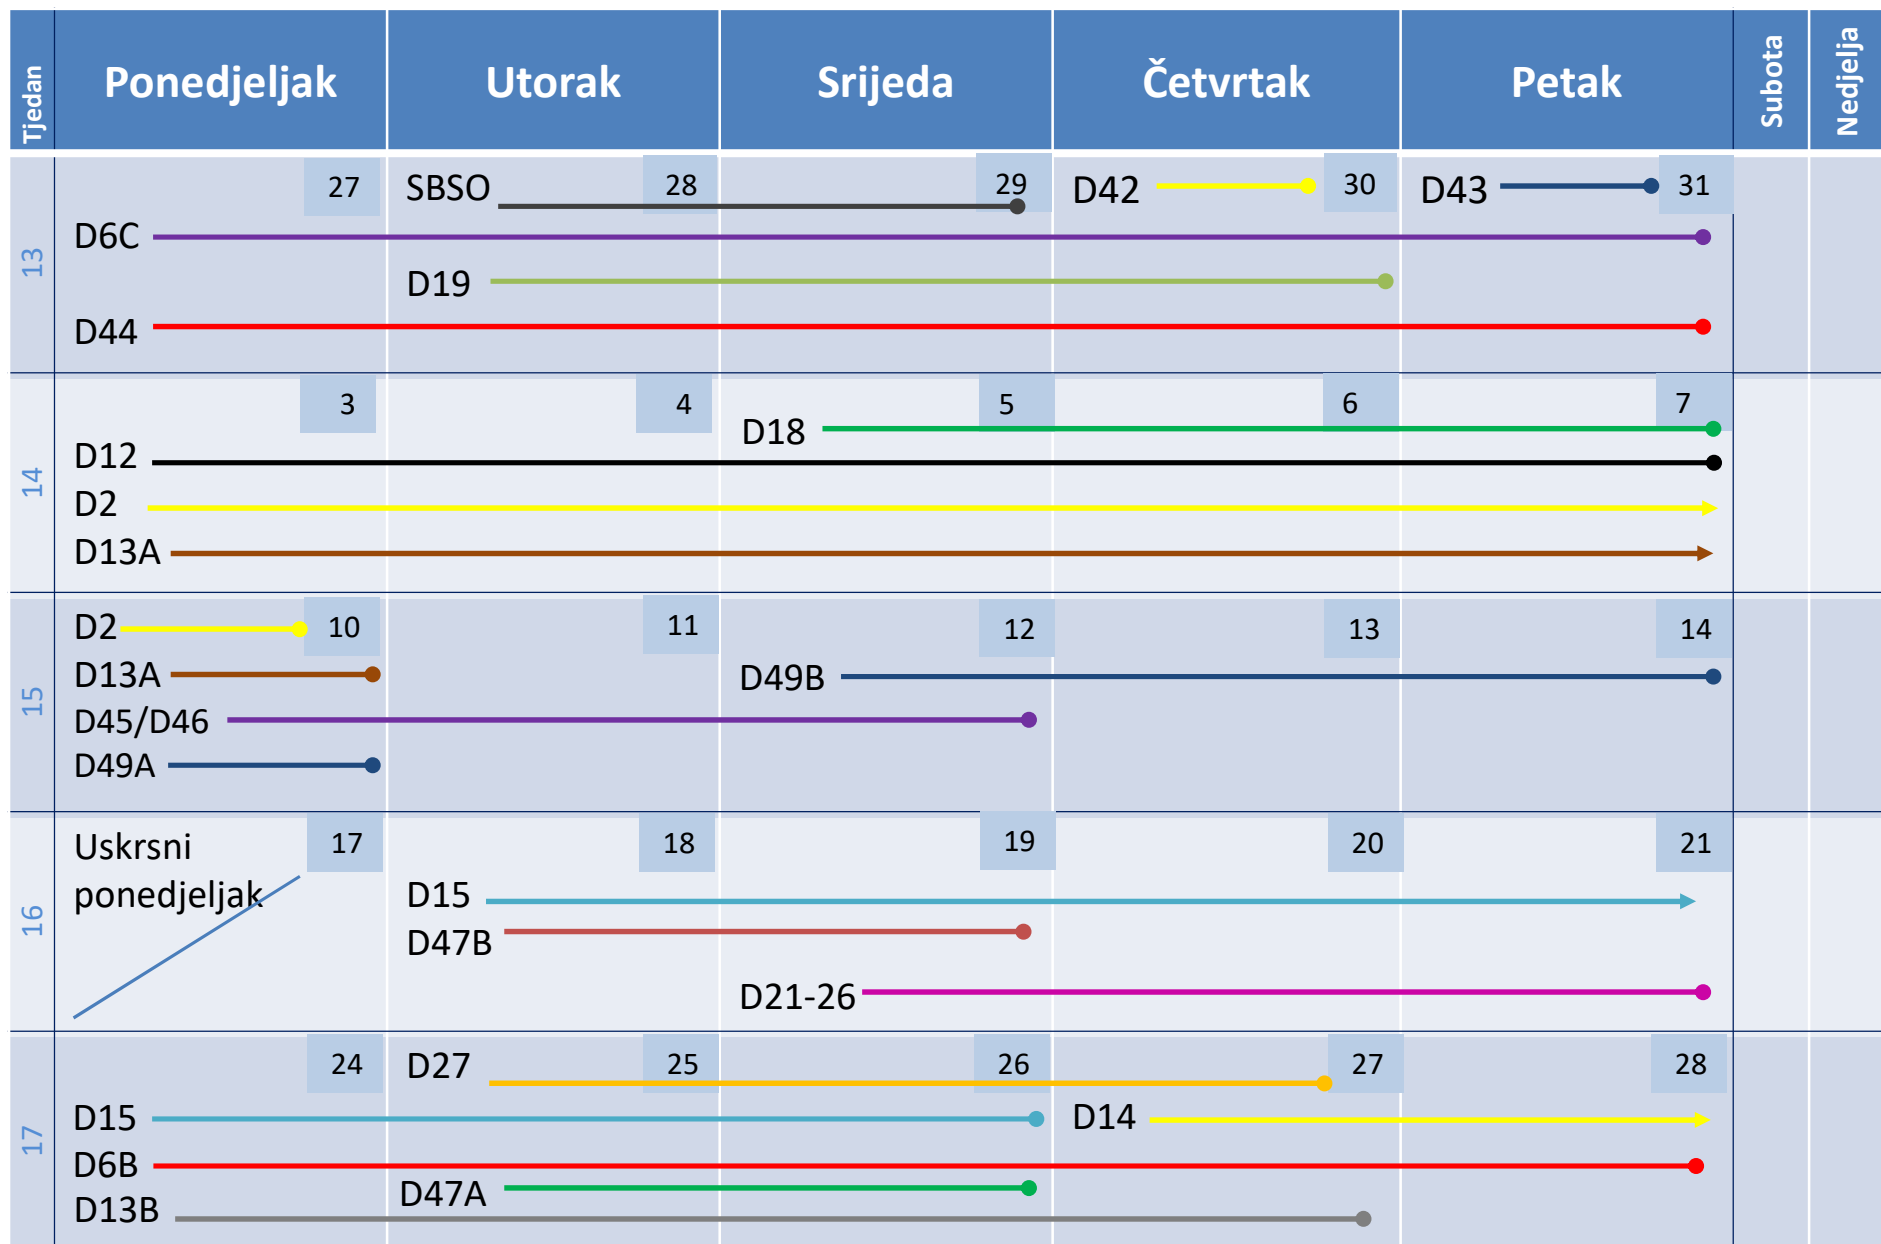 Tjedan
Ponedjeljak
Utorak
Srijeda
Četvrtak
Petak
Subota
Nedjelja
13
27
SBSO
28
29
D42
30
D43
31
D6C
D19
D44
14
3
4
5
6
7
D18
D12
D2
D13A
15
D2
10
11
12
13
14
D13A
D49B
D45/D46
D49A
16
Uskrsni
ponedjeljak
17
18
19
20
21
D15
D47B
D21-26
17
24
D27
25
26
27
28
D15
D14
D6B
D47A
D13B